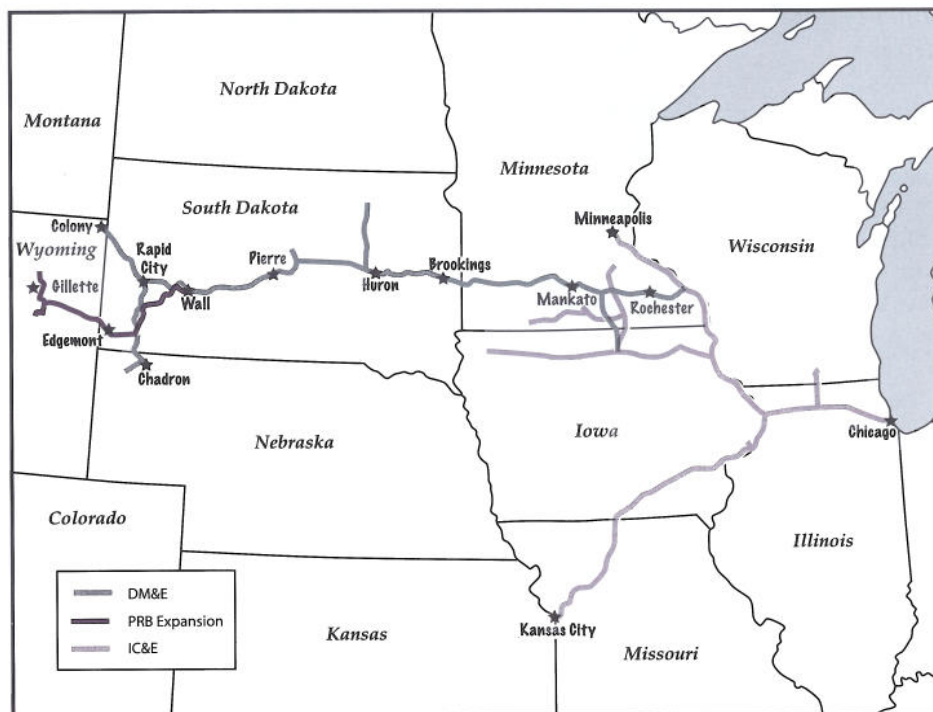 North Dakota
Montana
Minnesota
South Dakota
Colony
Minneapolis
Wyoming
Rapid
City
Pierre
Wisconsin
Gillette
Wall
Huron
Brookings
Mankato
Rochester
Edgemont
Chadron
Nebraska
Iowa
Chicago
Colorado
Illinois
DM&E
PRB Expansion
IC&E
Kansas
Kansas City
Missouri